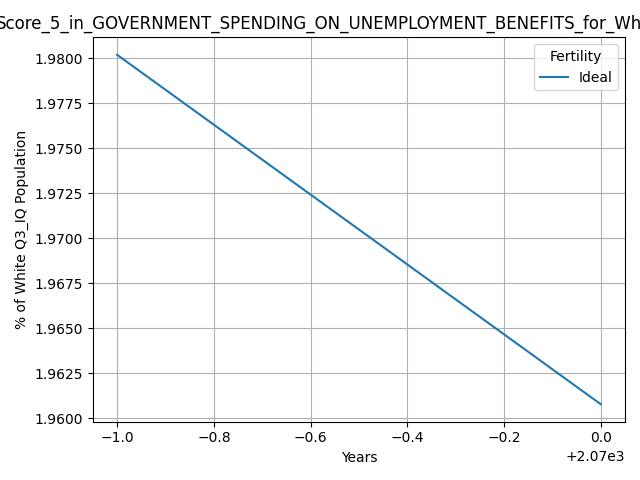 Score_5_in_GOVERNMENT_SPENDING_ON_UNEMPLOYMENT_BENEFITS_for_Wh
Fertility
Ideal
1.9800
1.9775
1.9750
1.9725
1.9700
1.9675
1.9650
1.9625
1.9600
% of White Q3_IQ Population
−1.0 −0.8 −0.6 −0.4 −0.2 0.0
Years
+2.07e3